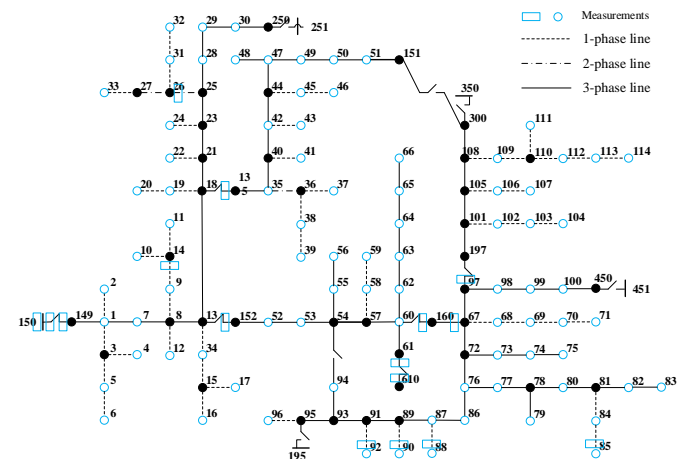 32 29 30 250 251 Measurements
1-phase line
31 28 48 47 49 50 51 151
2-phase line
33 27 26 25 44 45 46 350 3-phase line
24 23 42 43 300 111
22 21 40 41 66 108 109 110 112 113 114
20 19 18 13
5 35 36 37 65 105 106 107
11 38 64 101 102 103 104
10 14 39 56 59 63 197
2 9 55 58 62 97 98 99 100 450 451
150 149 1 7 8 13 152 52 53 54 57 60 160 67 68 69 70 71
3 4 12 34 61 72 73 74 75
5 15 17 94 610 76 77 78 80 81 82 83
6 16 96 95 93 91 89 87 86 79 84
195 92 90 88 85